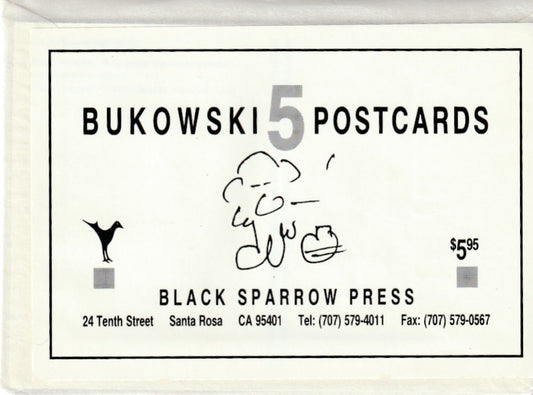 BUKOWSKI 5 POSTCARDS
$5.95
BLACK SPARROW PRESS
24 Tenth Street Santa Rosa CA 95401 Tel: (707) 579-4011 Fax: (707) 579-0567